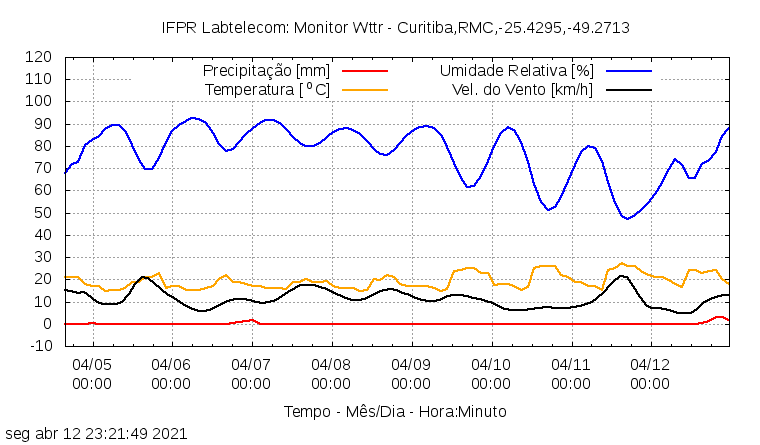 IFPR Labtelecom: Monitor Wttr - Curitiba,RMC,-25.4295,-49.2713
Precipitação [mm]
Temperatura [ ⁰C]
Umidade Relativa [%]
Vel. do Vento [km/h]
120
110
100
90
80
70
60
50
40
30
20
10
0
-10
04/05 04/06 04/07 04/08 04/09 04/10 04/11 04/12
00:00 00:00 00:00 00:00 00:00 00:00 00:00 00:00
Tempo - Mês/Dia - Hora:Minuto
seg abr 12 23:21:49 2021